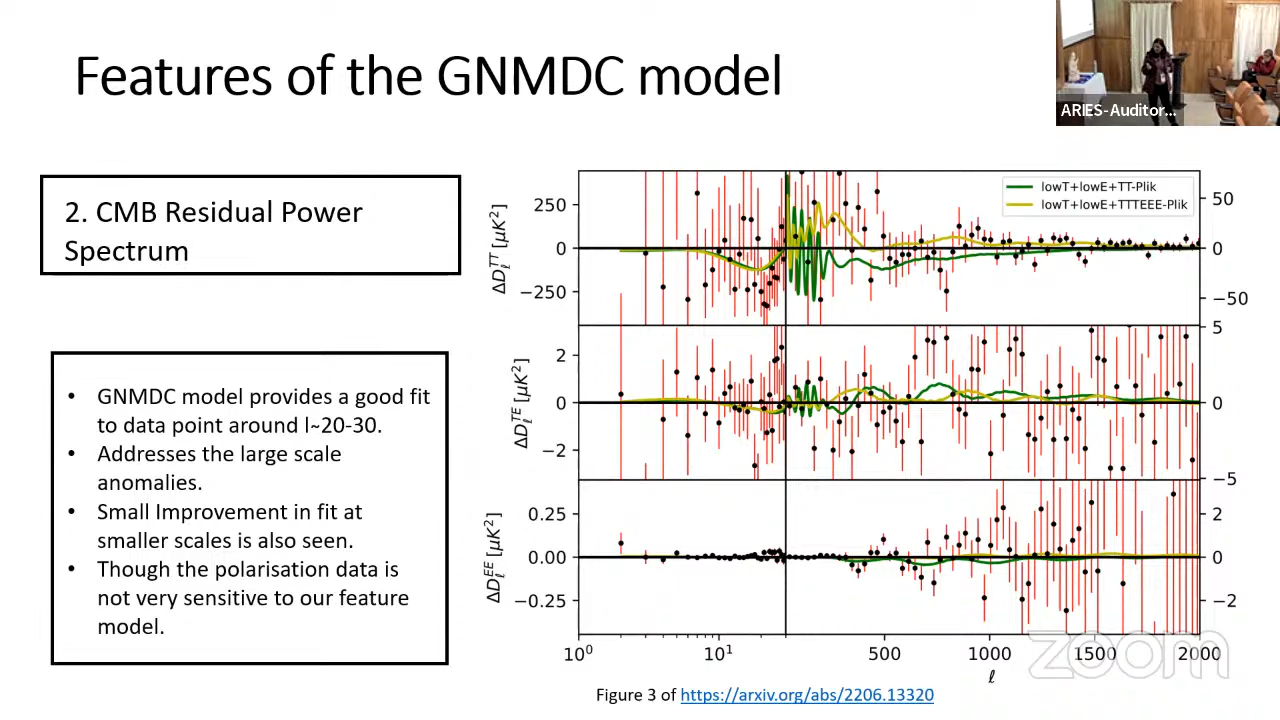 Features of the GNMDC model
ARIES-Auditor...
2. CMB Residual Power
Spectrum
• GNMDC model provides a good fit
to data point around l~20-30.
• Addresses the large scale
anomalies.
• Small Improvement in fit at
smaller scales is also seen.
• Though the polarisation data is
not very sensitive to our feature
model.
lowT+lowE+TT-Plik
lowT+lowE+TTTEEE-Plik
ΔD_ℓ^TT [μK²]
250
0
−250
50
0
−50
ΔD_ℓ^TE [μK²]
2
0
−2
5
0
−5
ΔD_ℓ^EE [μK²]
0.25
0.00
−0.25
2
0
−2
10⁰ 10¹ 500 1000 1500 2000
ℓ
zoom
Figure 3 of https://arxiv.org/abs/2206.13320